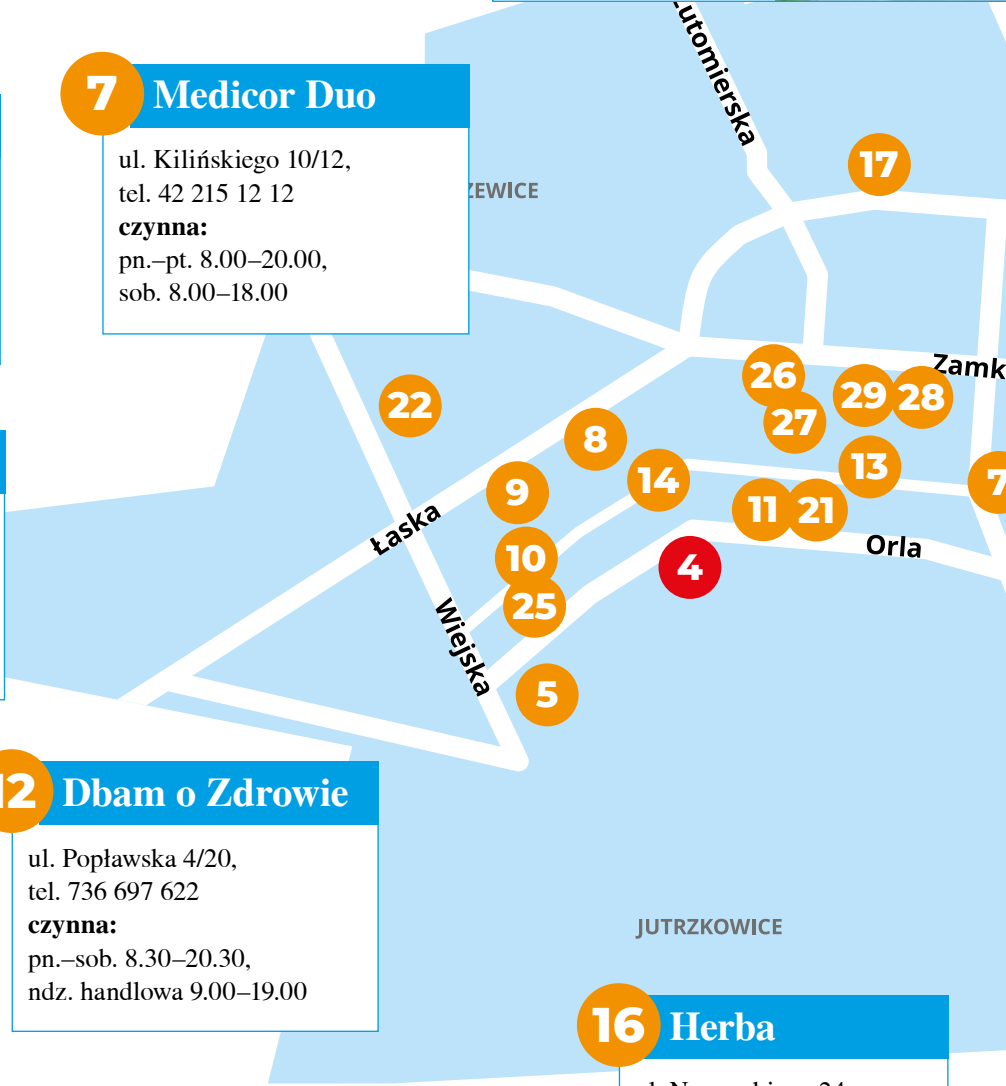 7 Medicor Duo
ul. Kilińskiego 10/12,
tel. 42 215 12 12
czynna:
pn.–pt. 8.00–20.00,
sob. 8.00–18.00
Lutomierska
17
ZEWICE
Zamk
22
26
27
29
28
8
9
14
13
7
11
21
Łaska
10
25
4
Orla
Wiejska
5
12 Dbam o Zdrowie
ul. Popławska 4/20,
tel. 736 697 622
czynna:
pn.–sob. 8.30–20.30,
ndz. handlowa 9.00–19.00
JUTRZKOWICE
16 Herba